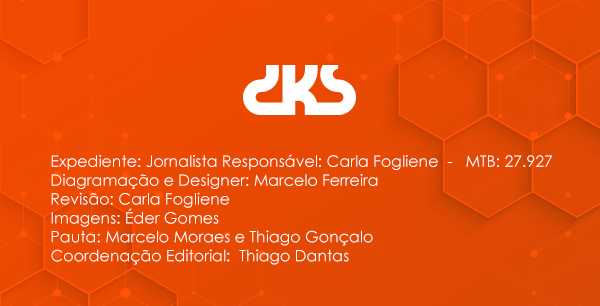 DKS
Expediente: Jornalista Responsável: Carla Fogliene - MTB: 27.927
Diagramação e Designer: Marcelo Ferreira
Revisão: Carla Fogliene
Imagens: Éder Gomes
Pauta: Marcelo Moraes e Thiago Gonçalo
Coordenação Editorial: Thiago Dantas